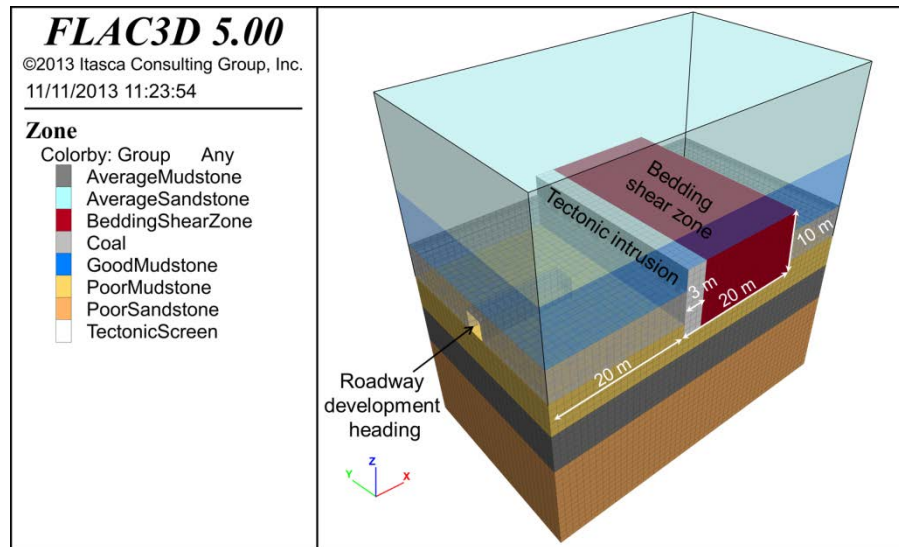 FLAC3D 5.00
©2013 Itasca Consulting Group, Inc.
11/11/2013 11:23:54
Zone
Colorby: Group Any
AverageMudstone
AverageSandstone
BeddingShearZone
Coal
GoodMudstone
PoorMudstone
PoorSandstone
TectonicScreen
Bedding
shear zone
Tectonic intrusion
10 m
3 m
20 m
20 m
Roadway
development
heading
Z
Y
X